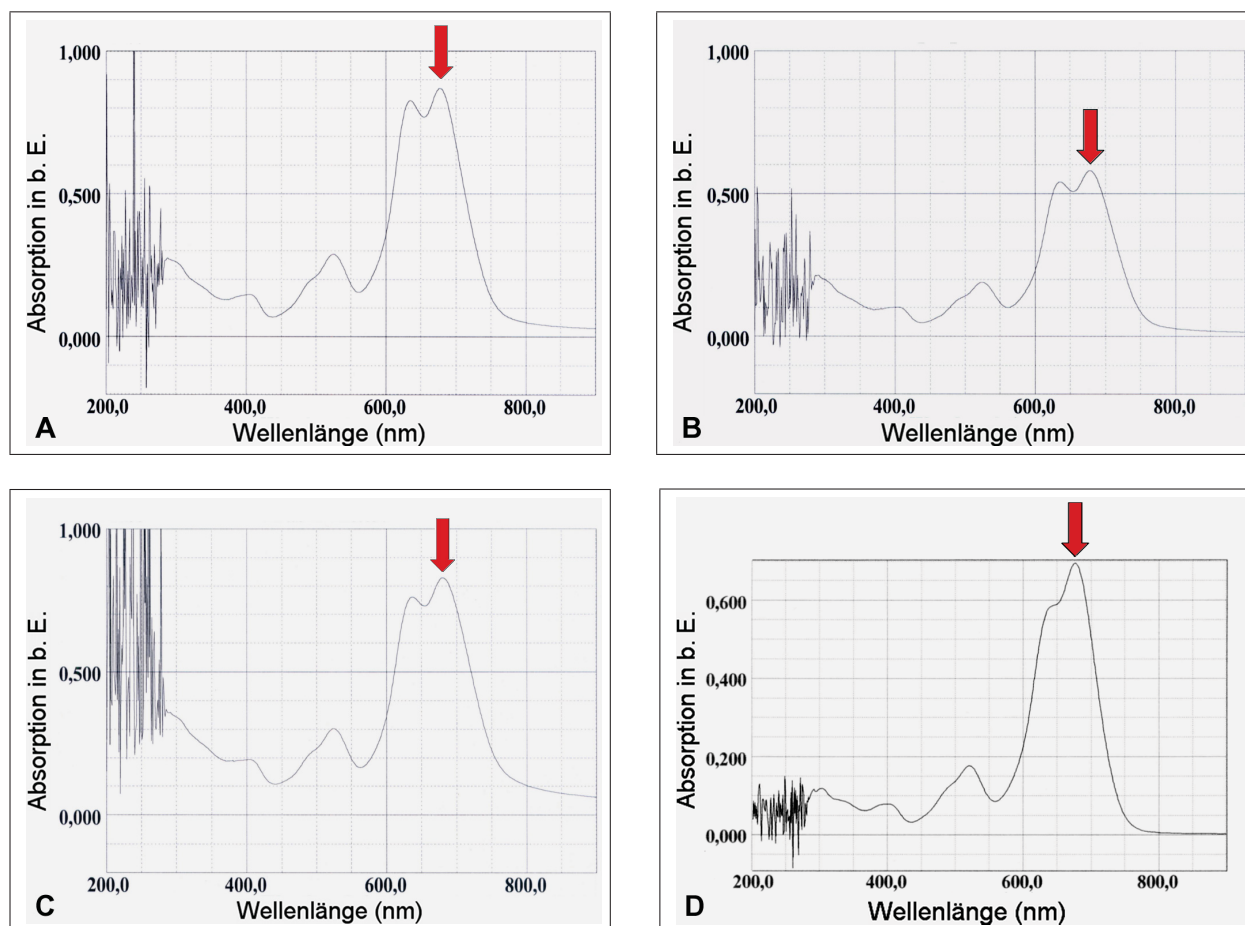 1,000
0,500
0,000
Absorption in b. E.
200,0 400,0 600,0 800,0
Wellenlänge (nm)
A
1,000
0,500
0,000
Absorption in b. E.
200,0 400,0 600,0 800,0
Wellenlänge (nm)
B
1,000
0,500
0,000
Absorption in b. E.
200,0 400,0 600,0 800,0
Wellenlänge (nm)
C
0,600
0,400
0,200
0,000
Absorption in b. E.
200,0 400,0 600,0 800,0
Wellenlänge (nm)
D